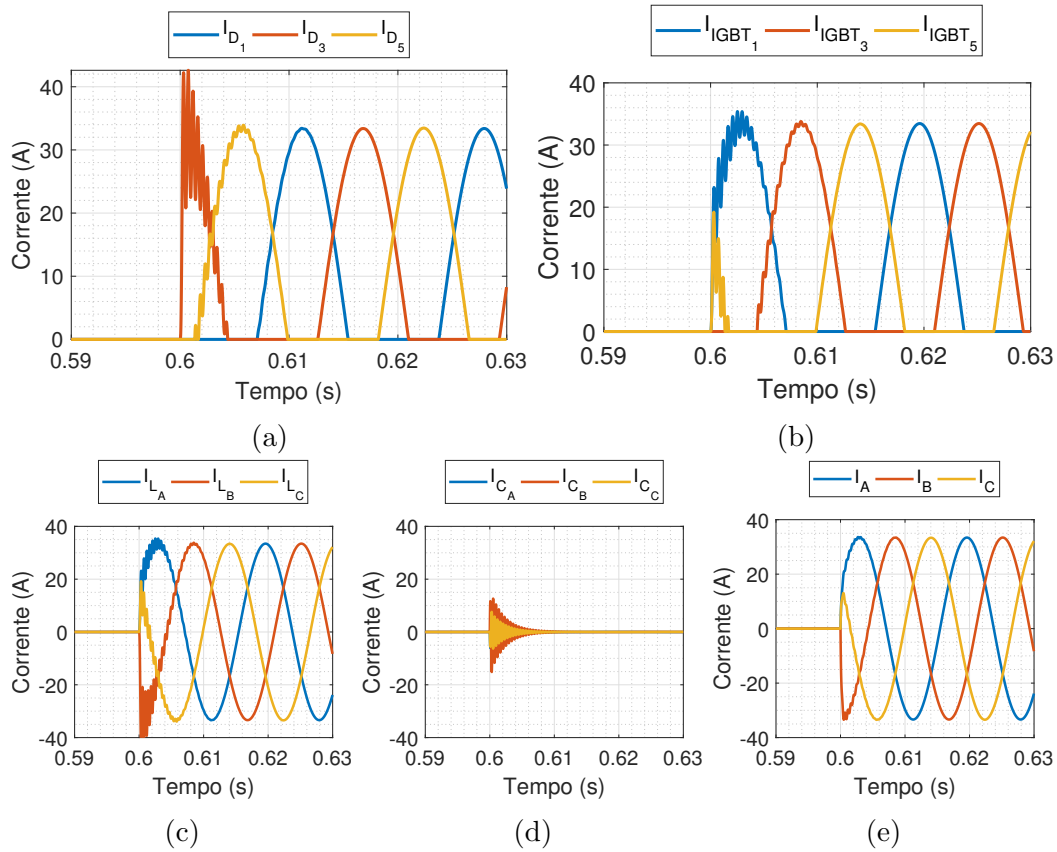 I_D1 I_D3 I_D5
40
30
20
10
0
Corrente (A)
0.59 0.6 0.61 0.62 0.63
Tempo (s)
(a)
I_IGBT1 I_IGBT3 I_IGBT5
40
30
20
10
0
Corrente (A)
0.59 0.6 0.61 0.62 0.63
Tempo (s)
(b)
I_LA I_LB I_LC
40
20
0
-20
-40
Corrente (A)
0.59 0.6 0.61 0.62 0.63
Tempo (s)
(c)
I_CA I_CB I_CC
40
20
0
-20
-40
Corrente (A)
0.59 0.6 0.61 0.62 0.63
Tempo (s)
(d)
I_A I_B I_C
40
20
0
-20
-40
Corrente (A)
0.59 0.6 0.61 0.62 0.63
Tempo (s)
(e)